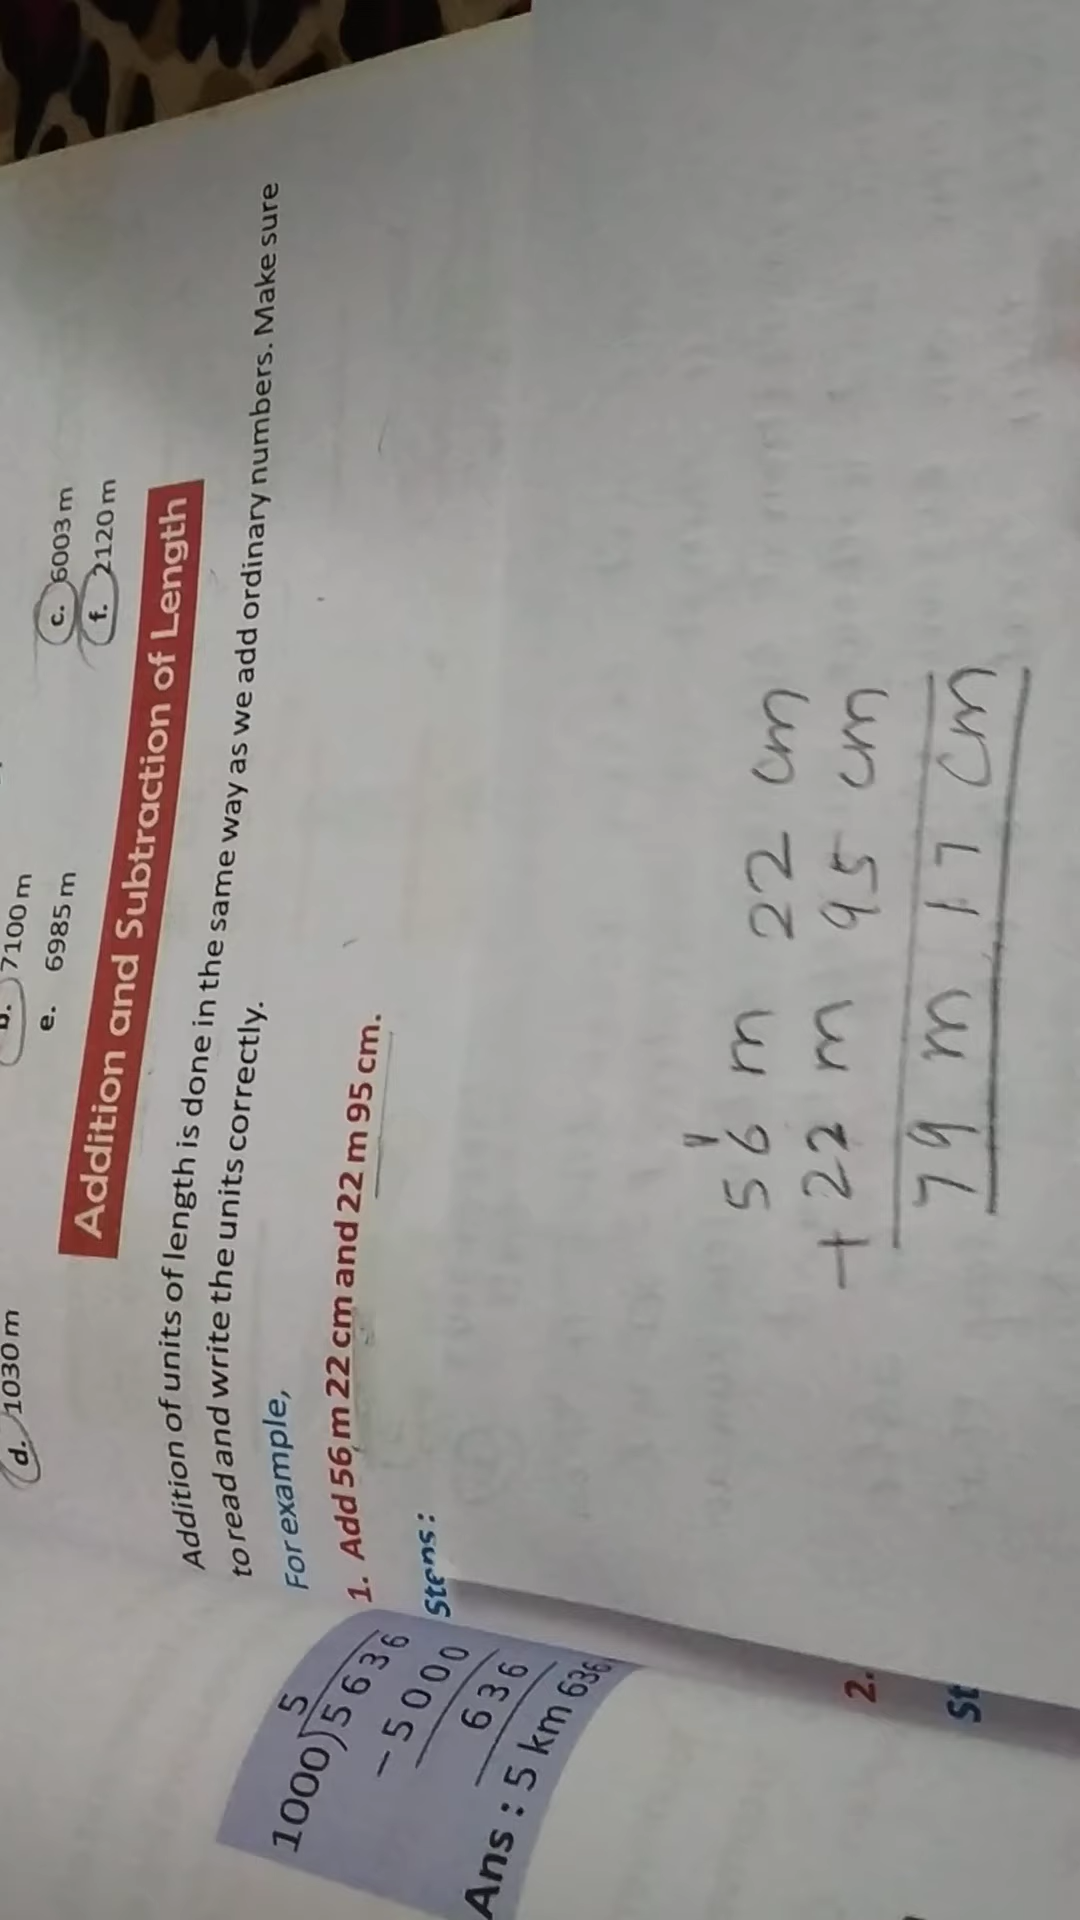 b. 7100 m
c. 6003 m
d. 1030 m
e. 6985 m
f. 2120 m
Addition and Subtraction of Length
Addition of units of length is done in the same way as we add ordinary numbers. Make sure
to read and write the units correctly.
For example,
1. Add 56 m 22 cm and 22 m 95 cm.
Steps:
5
1000)5636
-5000
636
Ans : 5 km 636
1
56 m 22 cm
+22 m 95 cm
79 m 17 cm
2.
St